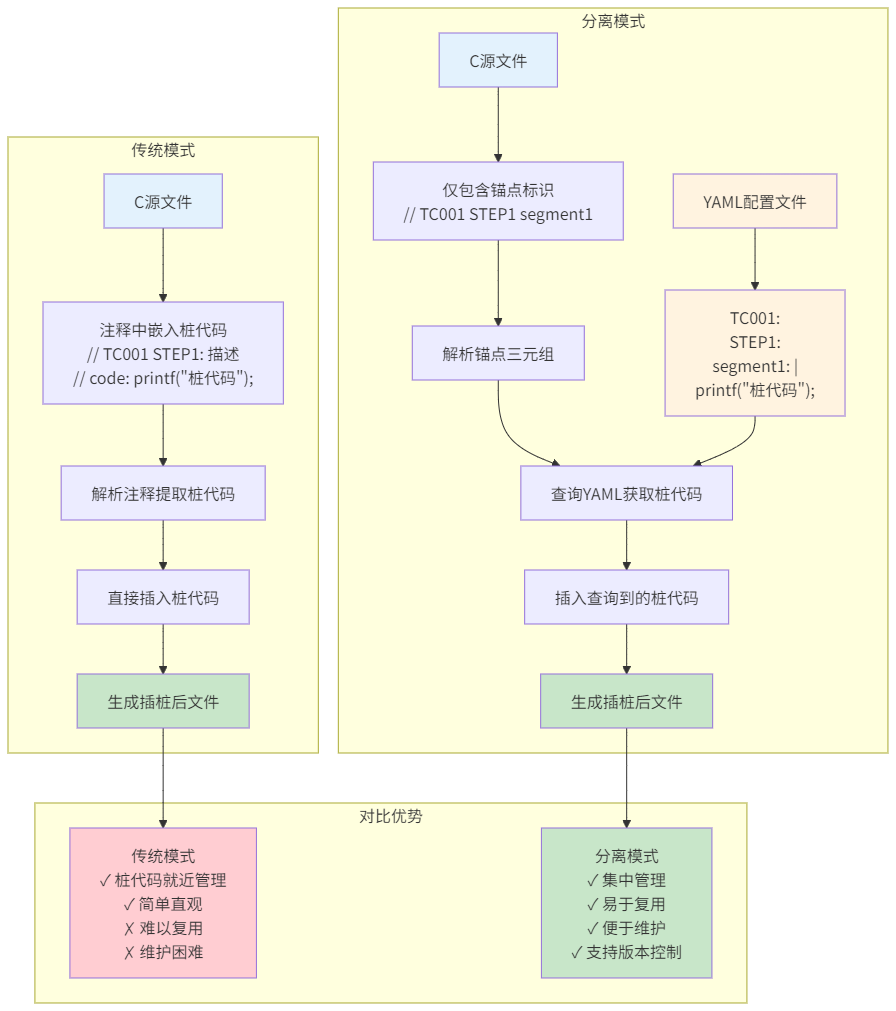 传统模式
C源文件
注释中嵌入桩代码
// TC001 STEP1: 描述
// code: printf("桩代码");
解析注释提取桩代码
直接插入桩代码
生成插桩后文件
分离模式
C源文件
仅包含锚点标识
// TC001 STEP1 segment1
解析锚点三元组
YAML配置文件
TC001:
STEP1:
segment1: |
printf("桩代码");
查询YAML获取桩代码
插入查询到的桩代码
生成插桩后文件
对比优势
传统模式
✓ 桩代码就近管理
✓ 简单直观
✗ 难以复用
✗ 维护困难
分离模式
✓ 集中管理
✓ 易于复用
✓ 便于维护
✓ 支持版本控制